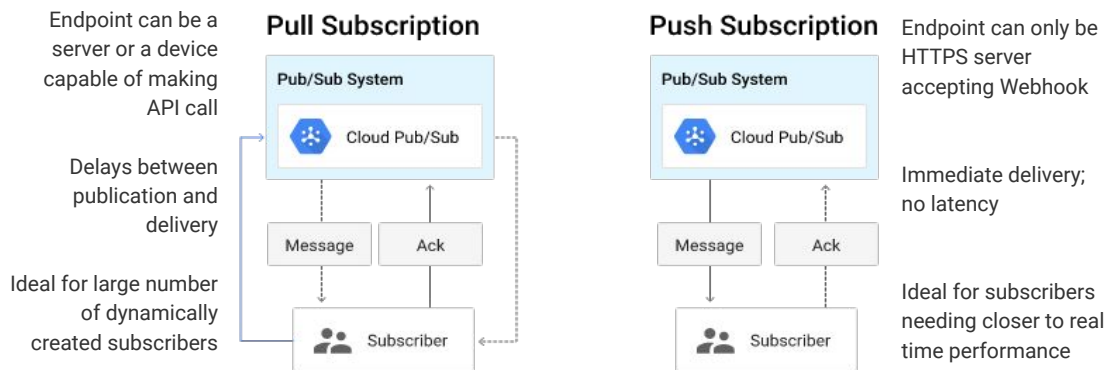 Endpoint can be a
server or a device
capable of making
API call
Delays between
publication and
delivery
Ideal for large number
of dynamically
created subscribers
Pull Subscription
Pub/Sub System
Cloud Pub/Sub
Message
Ack
Subscriber
Push Subscription
Pub/Sub System
Cloud Pub/Sub
Message
Ack
Subscriber
Endpoint can only be
HTTPS server
accepting Webhook
Immediate delivery;
no latency
Ideal for subscribers
needing closer to real
time performance